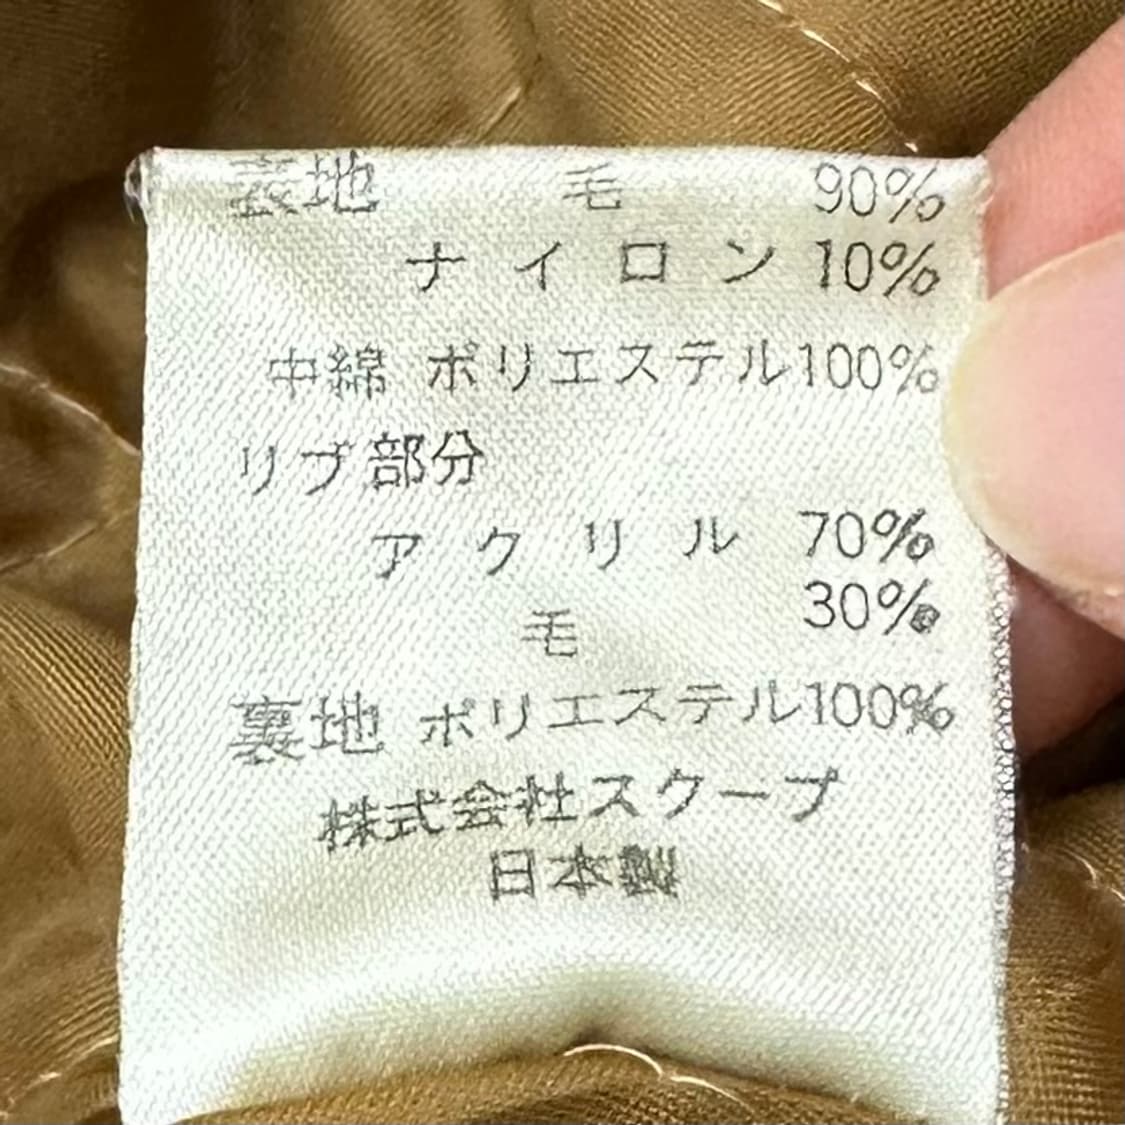 表地 毛 90%
ナイロン 10%
中綿 ポリエステル100%
リブ部分
アクリル 70%
毛 30%
裏地 ポリエステル100%
株式会社スクープ
日本製